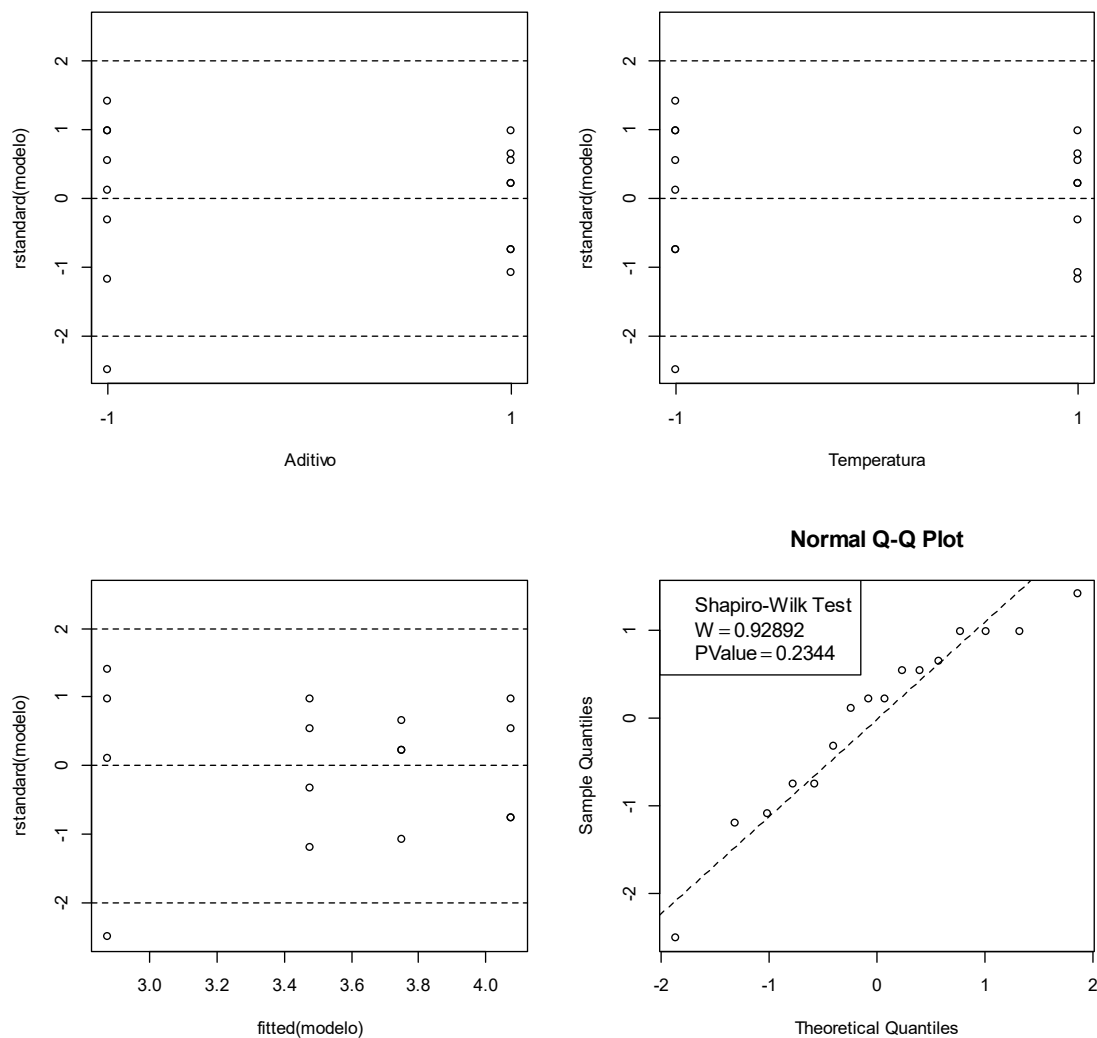 rstandard(modelo)
2
1
0
-1
-2
-1
1
Aditivo
rstandard(modelo)
2
1
0
-1
-2
-1
1
Temperatura
rstandard(modelo)
2
1
0
-1
-2
3.0 3.2 3.4 3.6 3.8 4.0
fitted(modelo)
Normal Q-Q Plot
Shapiro-Wilk Test
W = 0.92892
PValue = 0.2344
Sample Quantiles
1
0
-1
-2
-2 -1 0 1 2
Theoretical Quantiles